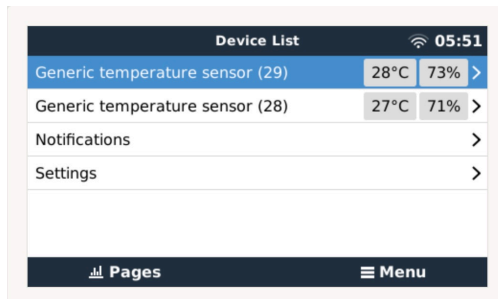 Device List 05:51
Generic temperature sensor (29) 28°C 73%
Generic temperature sensor (28) 27°C 71%
Notifications
Settings
Pages Menu